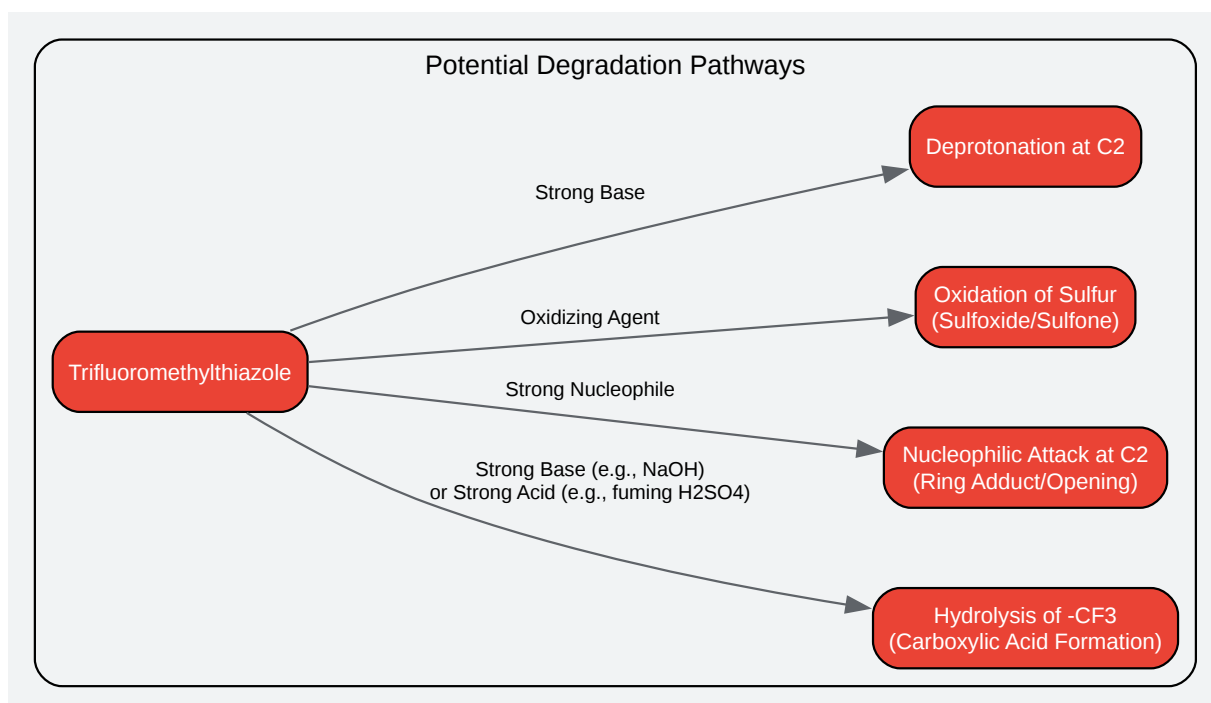 Potential Degradation Pathways
Deprotonation at C2
Strong Base
Oxidation of Sulfur
(Sulfoxide/Sulfone)
Oxidizing Agent
Trifluoromethylthiazole
Strong Nucleophile
Nucleophilic Attack at C2
(Ring Adduct/Opening)
Strong Base (e.g., NaOH)
or Strong Acid (e.g., fuming H2SO4)
Hydrolysis of -CF3
(Carboxylic Acid Formation)